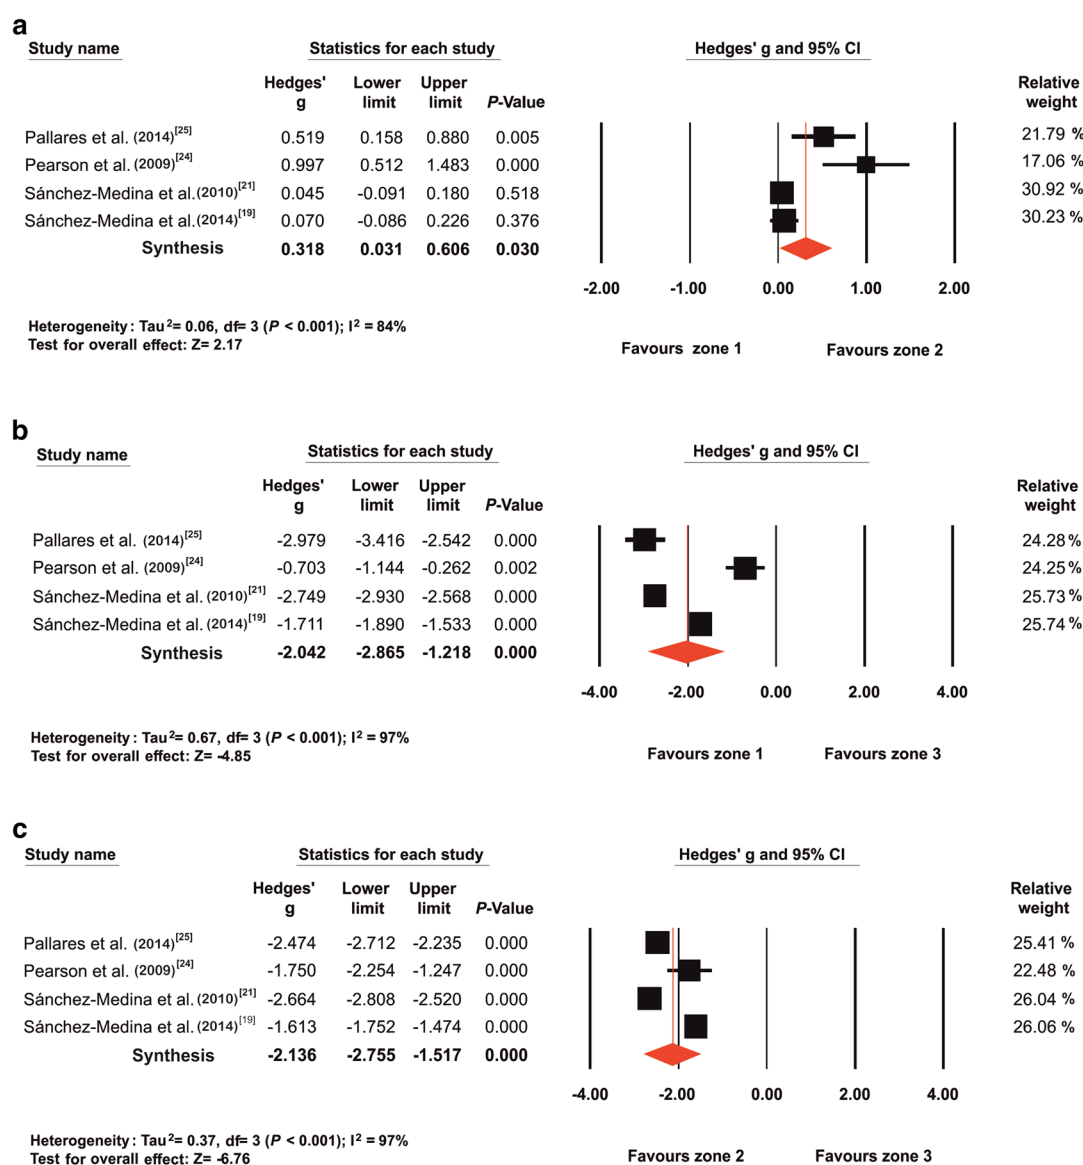 a
Study name Statistics for each study Hedges' g and 95% CI
Hedges' Lower Upper Relative
g limit limit P-Value weight
Pallares et al. (2014)[25] 0.519 0.158 0.880 0.005 21.79 %
Pearson et al. (2009)[24] 0.997 0.512 1.483 0.000 17.06 %
Sánchez-Medina et al.(2010)[21] 0.045 -0.091 0.180 0.518 30.92 %
Sánchez-Medina et al.(2014)[19] 0.070 -0.086 0.226 0.376 30.23 %
Synthesis 0.318 0.031 0.606 0.030
-2.00 -1.00 0.00 1.00 2.00
Heterogeneity: Tau²= 0.06, df= 3 (P < 0.001); I² = 84%
Test for overall effect: Z= 2.17
Favours zone 1 Favours zone 2
b
Study name Statistics for each study Hedges' g and 95% CI
Hedges' Lower Upper Relative
g limit limit P-Value weight
Pallares et al. (2014)[25] -2.979 -3.416 -2.542 0.000 24.28 %
Pearson et al. (2009)[24] -0.703 -1.144 -0.262 0.002 24.25 %
Sánchez-Medina et al. (2010)[21] -2.749 -2.930 -2.568 0.000 25.73 %
Sánchez-Medina et al. (2014)[19] -1.711 -1.890 -1.533 0.000 25.74 %
Synthesis -2.042 -2.865 -1.218 0.000
-4.00 -2.00 0.00 2.00 4.00
Heterogeneity: Tau²= 0.67, df= 3 (P < 0.001); I² = 97%
Test for overall effect: Z= -4.85
Favours zone 1 Favours zone 3
c
Study name Statistics for each study Hedges' g and 95% CI
Hedges' Lower Upper Relative
g limit limit P-Value weight
Pallares et al. (2014)[25] -2.474 -2.712 -2.235 0.000 25.41 %
Pearson et al. (2009)[24] -1.750 -2.254 -1.247 0.000 22.48 %
Sánchez-Medina et al. (2010)[21] -2.664 -2.808 -2.520 0.000 26.04 %
Sánchez-Medina et al. (2014)[19] -1.613 -1.752 -1.474 0.000 26.06 %
Synthesis -2.136 -2.755 -1.517 0.000
-4.00 -2.00 0.00 2.00 4.00
Heterogeneity: Tau²= 0.37, df= 3 (P < 0.001); I² = 97%
Test for overall effect: Z= -6.76
Favours zone 2 Favours zone 3